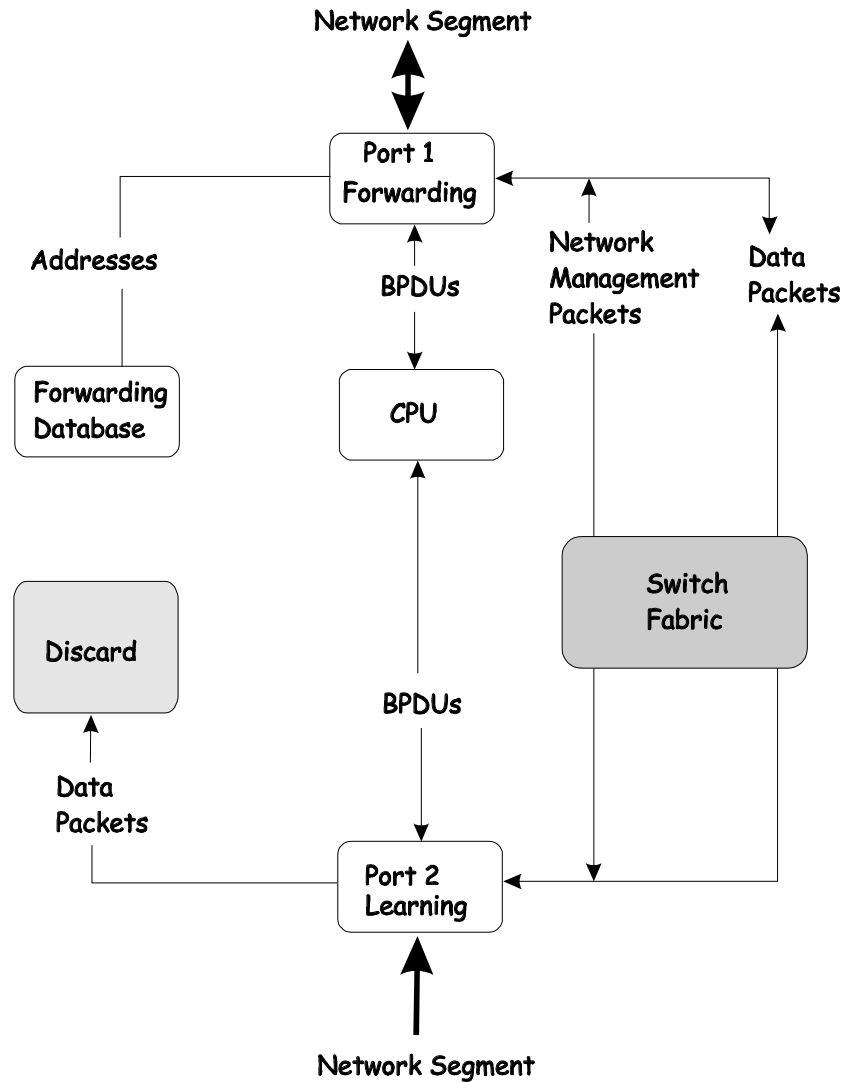 Network Segment
Port 1
Forwarding
Addresses
BPDUs
Network
Management
Packets
Data
Packets
Forwarding
Database
CPU
Switch
Fabric
Discard
BPDUs
Data
Packets
Port 2
Learning
Network Segment